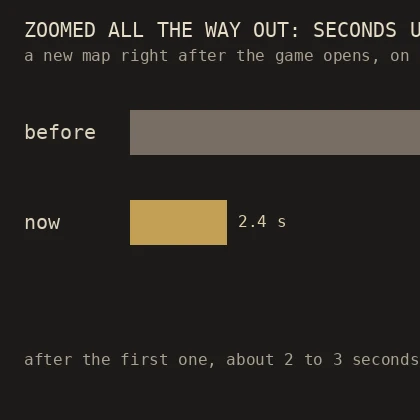 ZOOMED ALL THE WAY OUT: SECONDS
a new map right after the game opens, on
before
now
2.4 s
after the first one, about 2 to 3 seconds